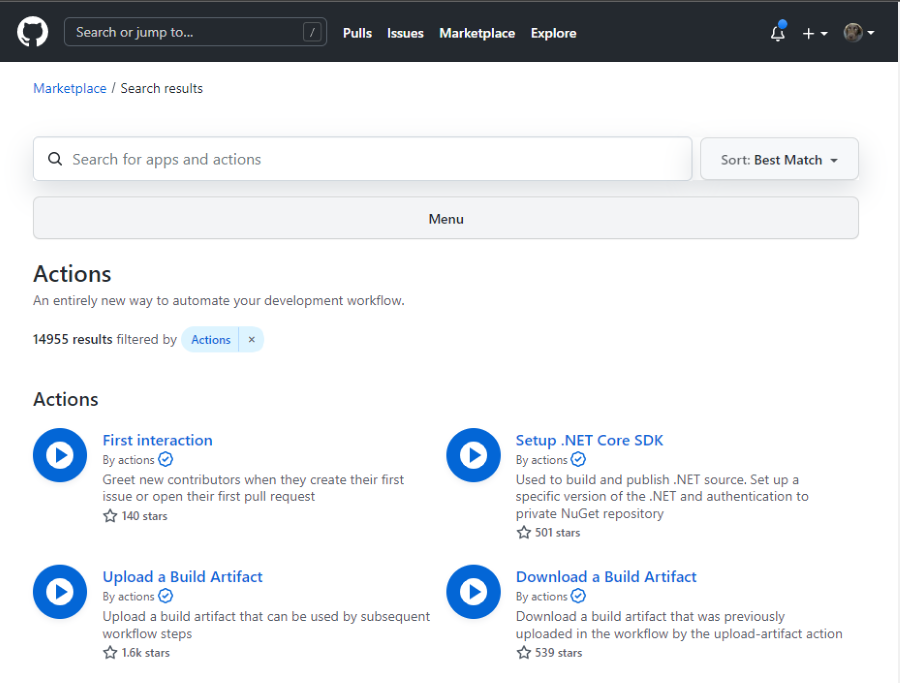 Search or jump to... /
Pulls Issues Marketplace Explore
Marketplace / Search results
Search for apps and actions
Sort: Best Match
Menu
Actions
An entirely new way to automate your development workflow.
14955 results filtered by Actions ×
Actions
First interaction
By actions
Greet new contributors when they create their first
issue or open their first pull request
140 stars
Setup .NET Core SDK
By actions
Used to build and publish .NET source. Set up a
specific version of the .NET and authentication to
private NuGet repository
501 stars
Upload a Build Artifact
By actions
Upload a build artifact that can be used by subsequent
workflow steps
1.6k stars
Download a Build Artifact
By actions
Download a build artifact that was previously
uploaded in the workflow by the upload-artifact action
539 stars